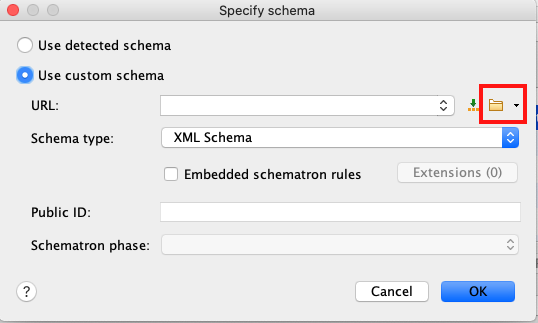 Specify schema
Use detected schema
Use custom schema
URL:
Schema type: XML Schema
Embedded schematron rules Extensions (0)
Public ID:
Schematron phase:
? Cancel OK